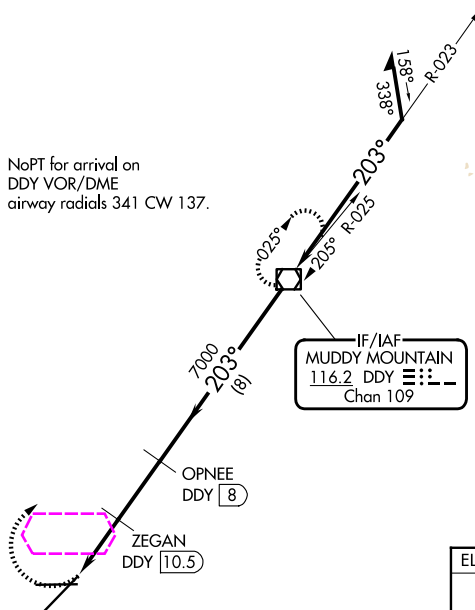 R-023
158°
338°
NoPT for arrival on
DDY VOR/DME
airway radials 341 CW 137.
203°
025°
R-025
205°
IF/IAF
MUDDY MOUNTAIN
116.2 DDY
Chan 109
7000
203°
(8)
OPNEE
DDY 8
ZEGAN
DDY 10.5
EL